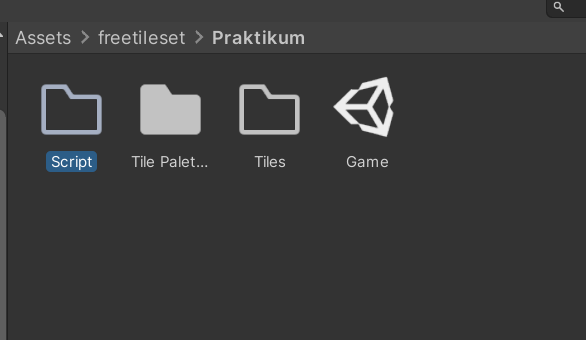 Assets > freetileset > Praktikum
Script
Tile Palet...
Tiles
Game